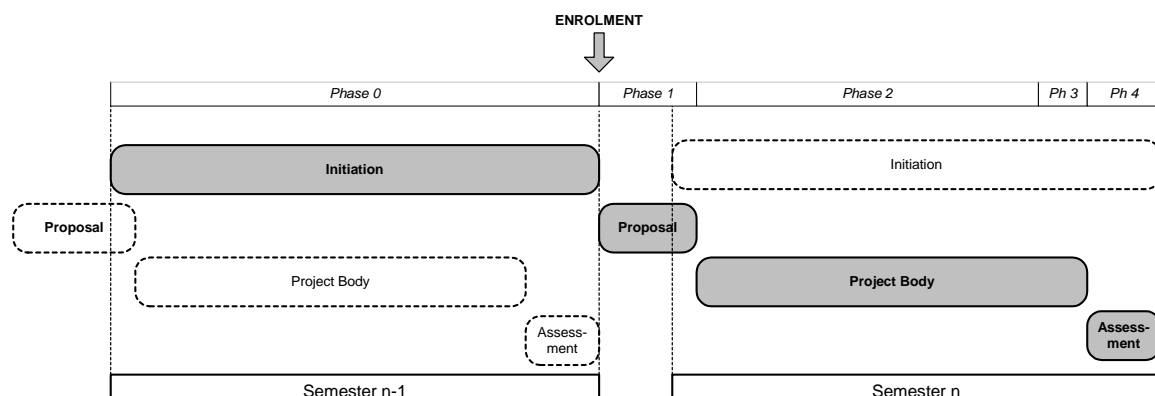 ENROLMENT
Phase 0
Phase 1
Phase 2
Ph 3
Ph 4
Initiation
Initiation
Proposal
Proposal
Project Body
Project Body
Assess-
ment
Assess-
ment
Semester n-1
Semester n